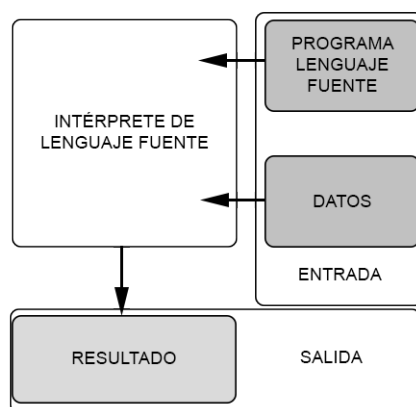 PROGRAMA
LENGUAJE
FUENTE
INTÉRPRETE DE
LENGUAJE FUENTE
DATOS
ENTRADA
RESULTADO
SALIDA